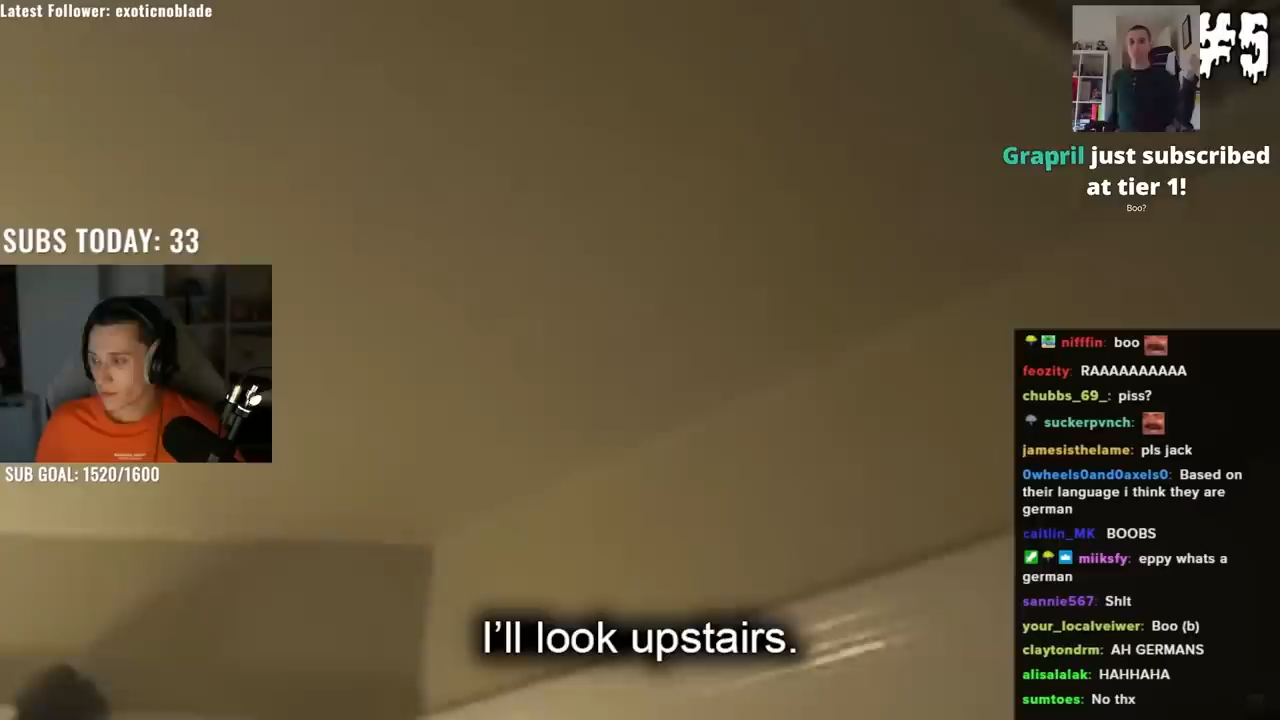 Latest Follower: exoticnoblade
#5
Grapril just subscribed
at tier 1!
Boo?
SUBS TODAY: 33
SUB GOAL: 1520/1600
nifffin: boo
feozity: RAAAAAAAAAA
chubbs_69_: piss?
suckerpvnch:
jamesisthelame: pls jack
0wheels0and0axels0: Based on
their language i think they are
german
caitlin_MK BOOBS
miiksfy: eppy whats a
german
sannie567: ShIt
your_localveiwer: Boo (b)
claytondrm: AH GERMANS
alisalalak: HAHHAHA
sumtoes: No thx
I’ll look upstairs.